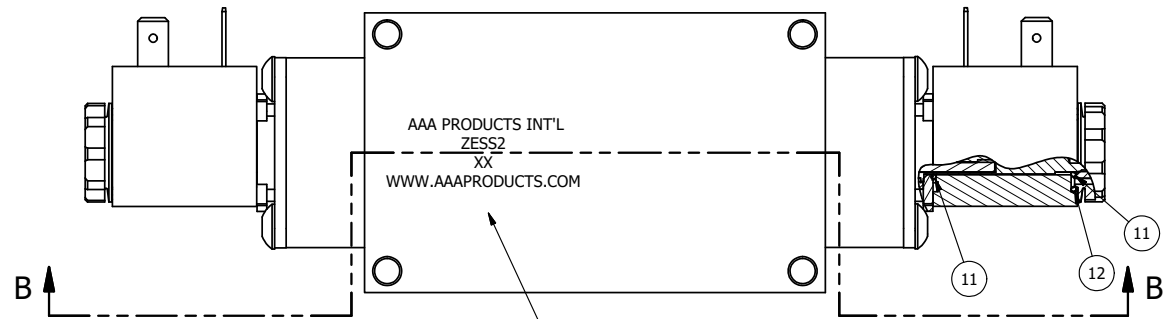 AAA PRODUCTS INT'L
ZESS2
XX
WWW.AAAPRODUCTS.COM
11
11
12
B
B